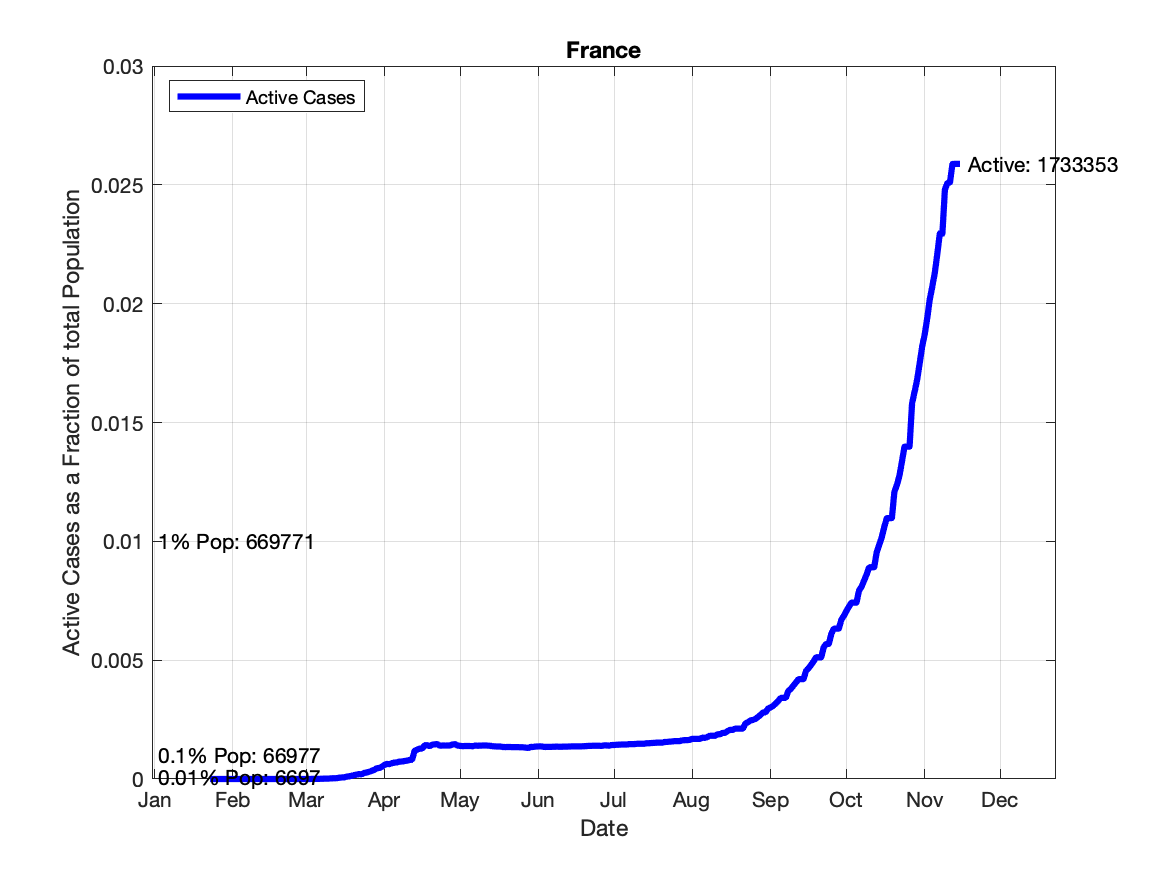 France
0.03
Active Cases
0.025
Active: 1733353
0.02
0.015
0.01
1% Pop: 669771
0.005
0.1% Pop: 66977
0
0.01% Pop: 6697
Jan Feb Mar Apr May Jun Jul Aug Sep Oct Nov Dec
Date
Active Cases as a Fraction of total Population